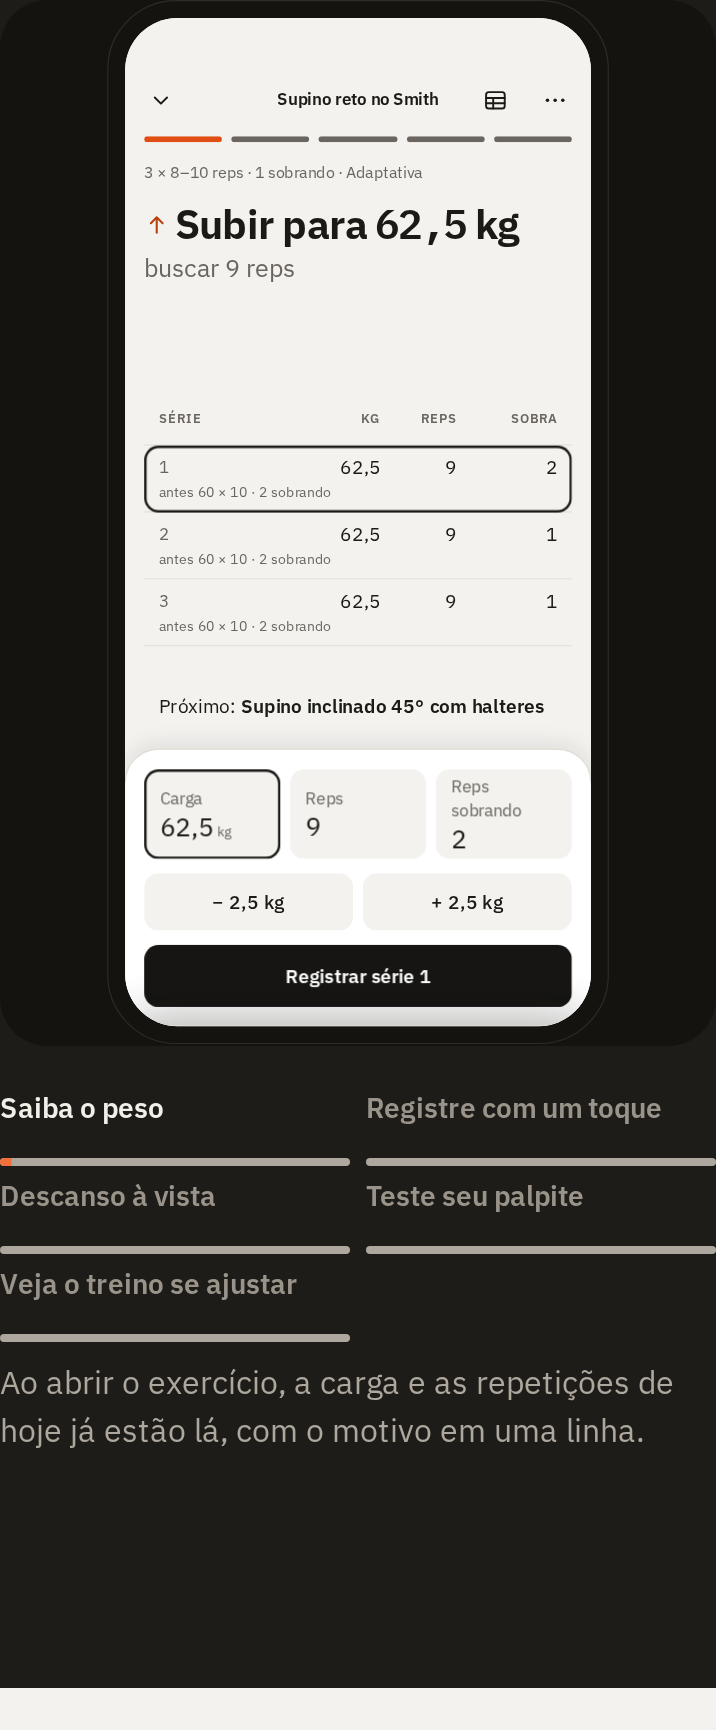 Supino reto no Smith
3 × 8–10 reps · 1 sobrando · Adaptativa
↑ Subir para 62,5 kg
buscar 9 reps
SÉRIE KG REPS SOBRA
1 62,5 9 2
antes 60 × 10 · 2 sobrando
2 62,5 9 1
antes 60 × 10 · 2 sobrando
3 62,5 9 1
antes 60 × 10 · 2 sobrando
Próximo: Supino inclinado 45° com halteres
Carga
62,5 kg
Reps
9
Reps
sobrando
2
− 2,5 kg
+ 2,5 kg
Registrar série 1
Saiba o peso
Registre com um toque
Descanso à vista
Teste seu palpite
Veja o treino se ajustar
Ao abrir o exercício, a carga e as repetições de
hoje já estão lá, com o motivo em uma linha.